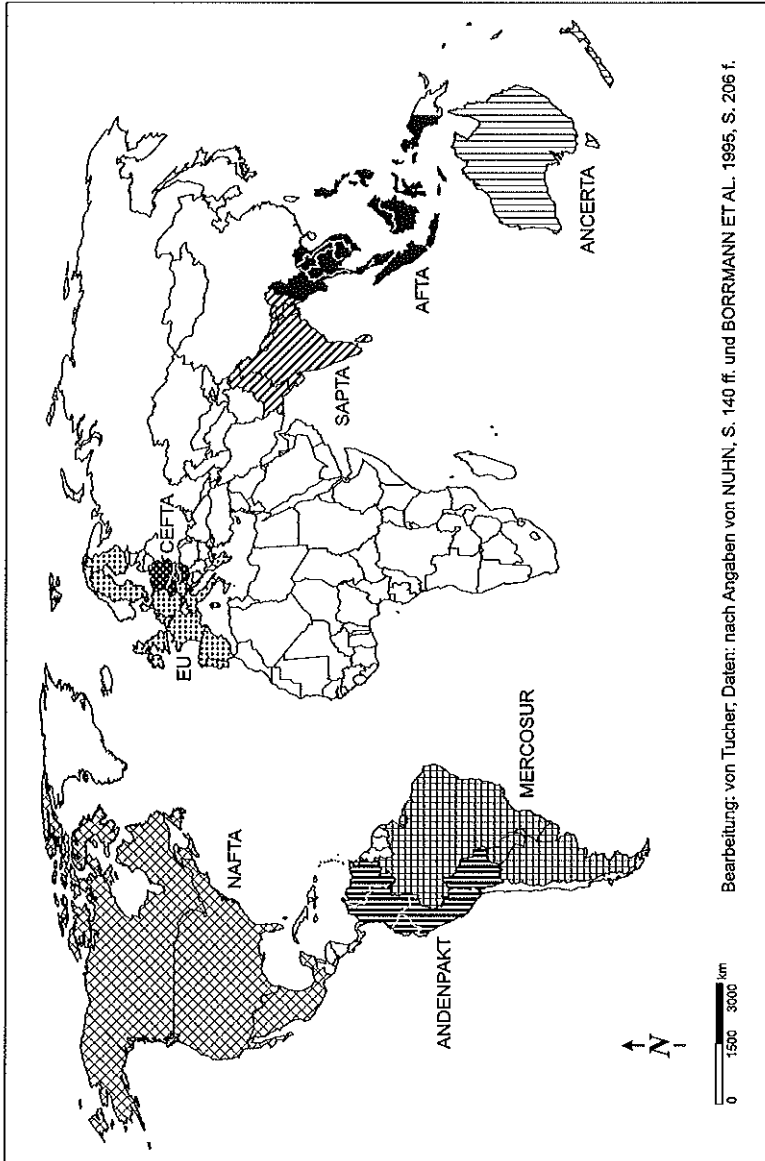 NAFTA
EU
CEFTA
SAPTA
AFTA
ANCERTA
ANDENPAKT
MERCOSUR
N
0 1500 3000 km
Bearbeitung: von Tucher; Daten: nach Angaben von NUHN, S. 140 ff. und BORRMANN ET AL. 1995, S. 206 f.